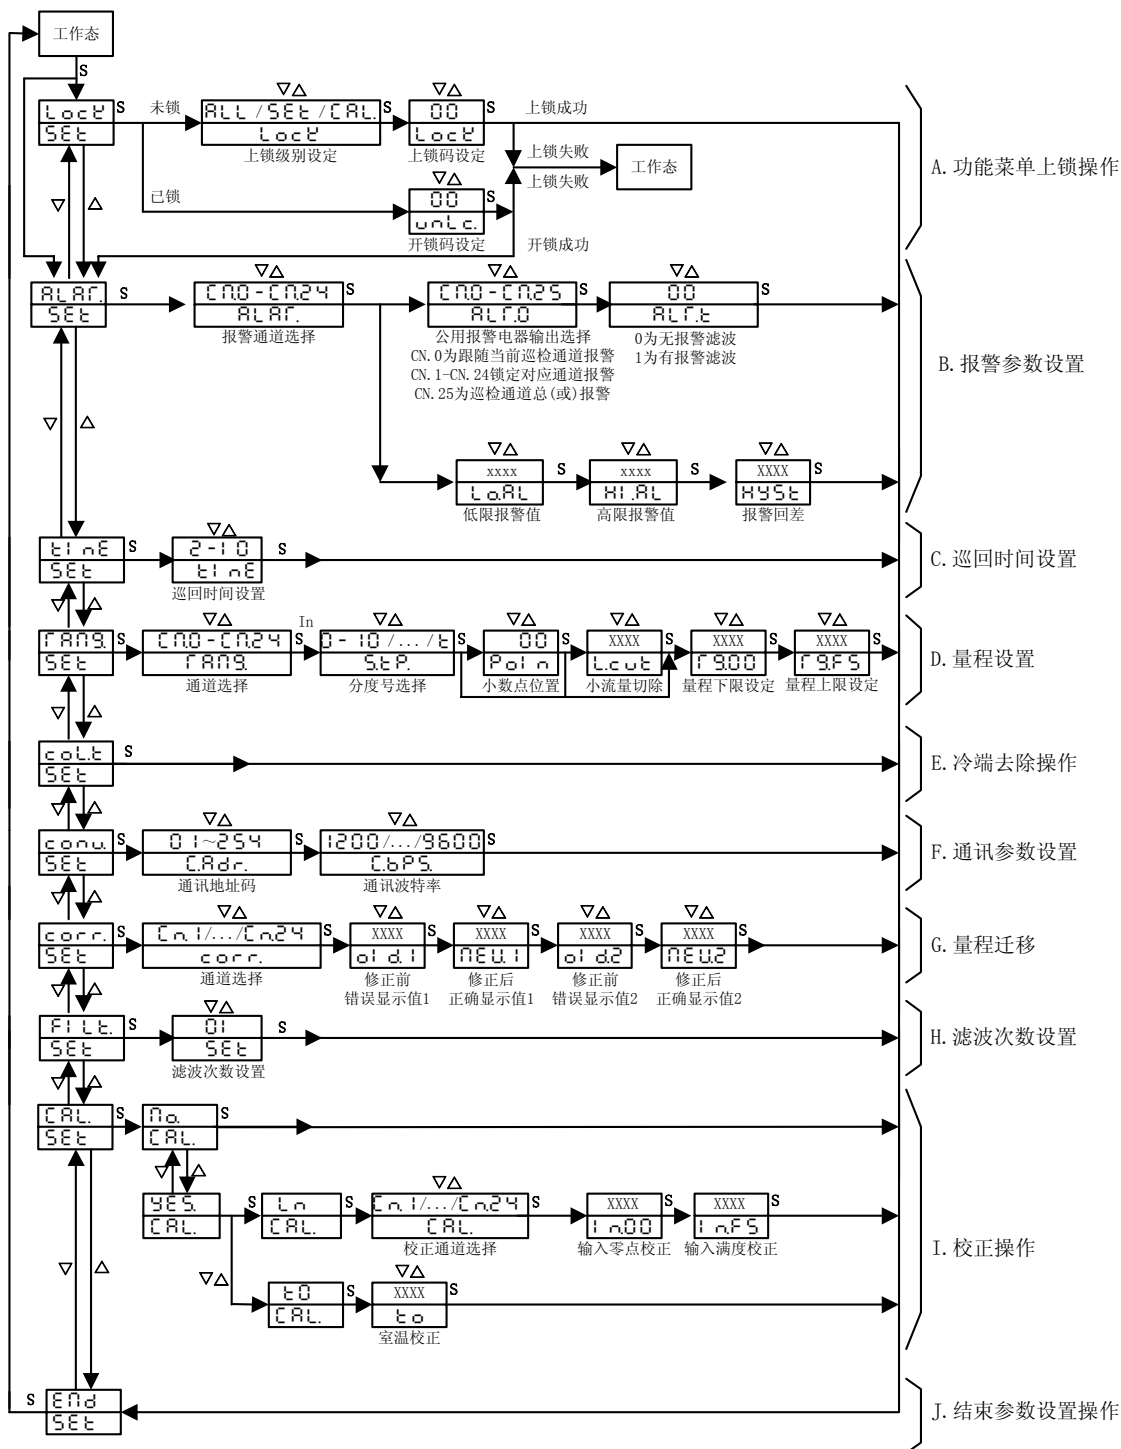 工作态
S
LocK S 未锁 ALL/SEt/CAL. S 00 S 上锁成功
SEt LocK LocK
上锁级别设定 上锁码设定
上锁失败
工作态
上锁失败
已锁 00 S
unLc.
开锁码设定 开锁成功
A.功能菜单上锁操作
ALAr. S CN.0-CN.24 S CN.0-CN.25 S 00 S
SEt ALAr. ALr.0 ALr.t
报警通道选择 公用报警电器输出选择 0为无报警滤波
CN.0为跟随当前巡检通道报警 1为有报警滤波
CN.1-CN.24锁定对应通道报警
CN.25为巡检通道总(或)报警
B.报警参数设置
xxxx S xxxx S XXXX S
Lo.AL HI.AL HYSt
低限报警值 高限报警值 报警回差
tInE S 2-10 S
SEt tInE
巡回时间设置
C.巡回时间设置
rANg. S CN.0-CN.24 S In 0-10/.../t S 00 S XXXX S XXXX S XXXX S
SEt rANg. S.tP. PoIn L.cut rg.00 rg.FS
通道选择 分度号选择 小数点位置 小流量切除 量程下限设定 量程上限设定
D.量程设置
coL.t S
SEt
E.冷端去除操作
conu. S 01~254 S 1200/.../9600 S
SEt C.Adr. C.bPS.
通讯地址码 通讯波特率
F.通讯参数设置
corr. S Cn.1/.../Cn.24 S XXXX S XXXX S XXXX S XXXX S
SEt corr. oLd.1 NEU.1 oLd.2 NEU.2
通道选择 修正前 修正后 修正前 修正后
错误显示值1 正确显示值1 错误显示值2 正确显示值2
G.量程迁移
FILt. S 01 S
SEt SEt
滤波次数设置
H.滤波次数设置
CAL. S No. S
SEt CAL.
YES. S Ln S Cn.1/.../Cn.24 S XXXX S XXXX S
CAL. CAL. CAL. In.00 In.FS
校正通道选择 输入零点校正 输入满度校正
I.校正操作
t0 S XXXX S
CAL. to
室温校正
S ENd
SEt
J.结束参数设置操作